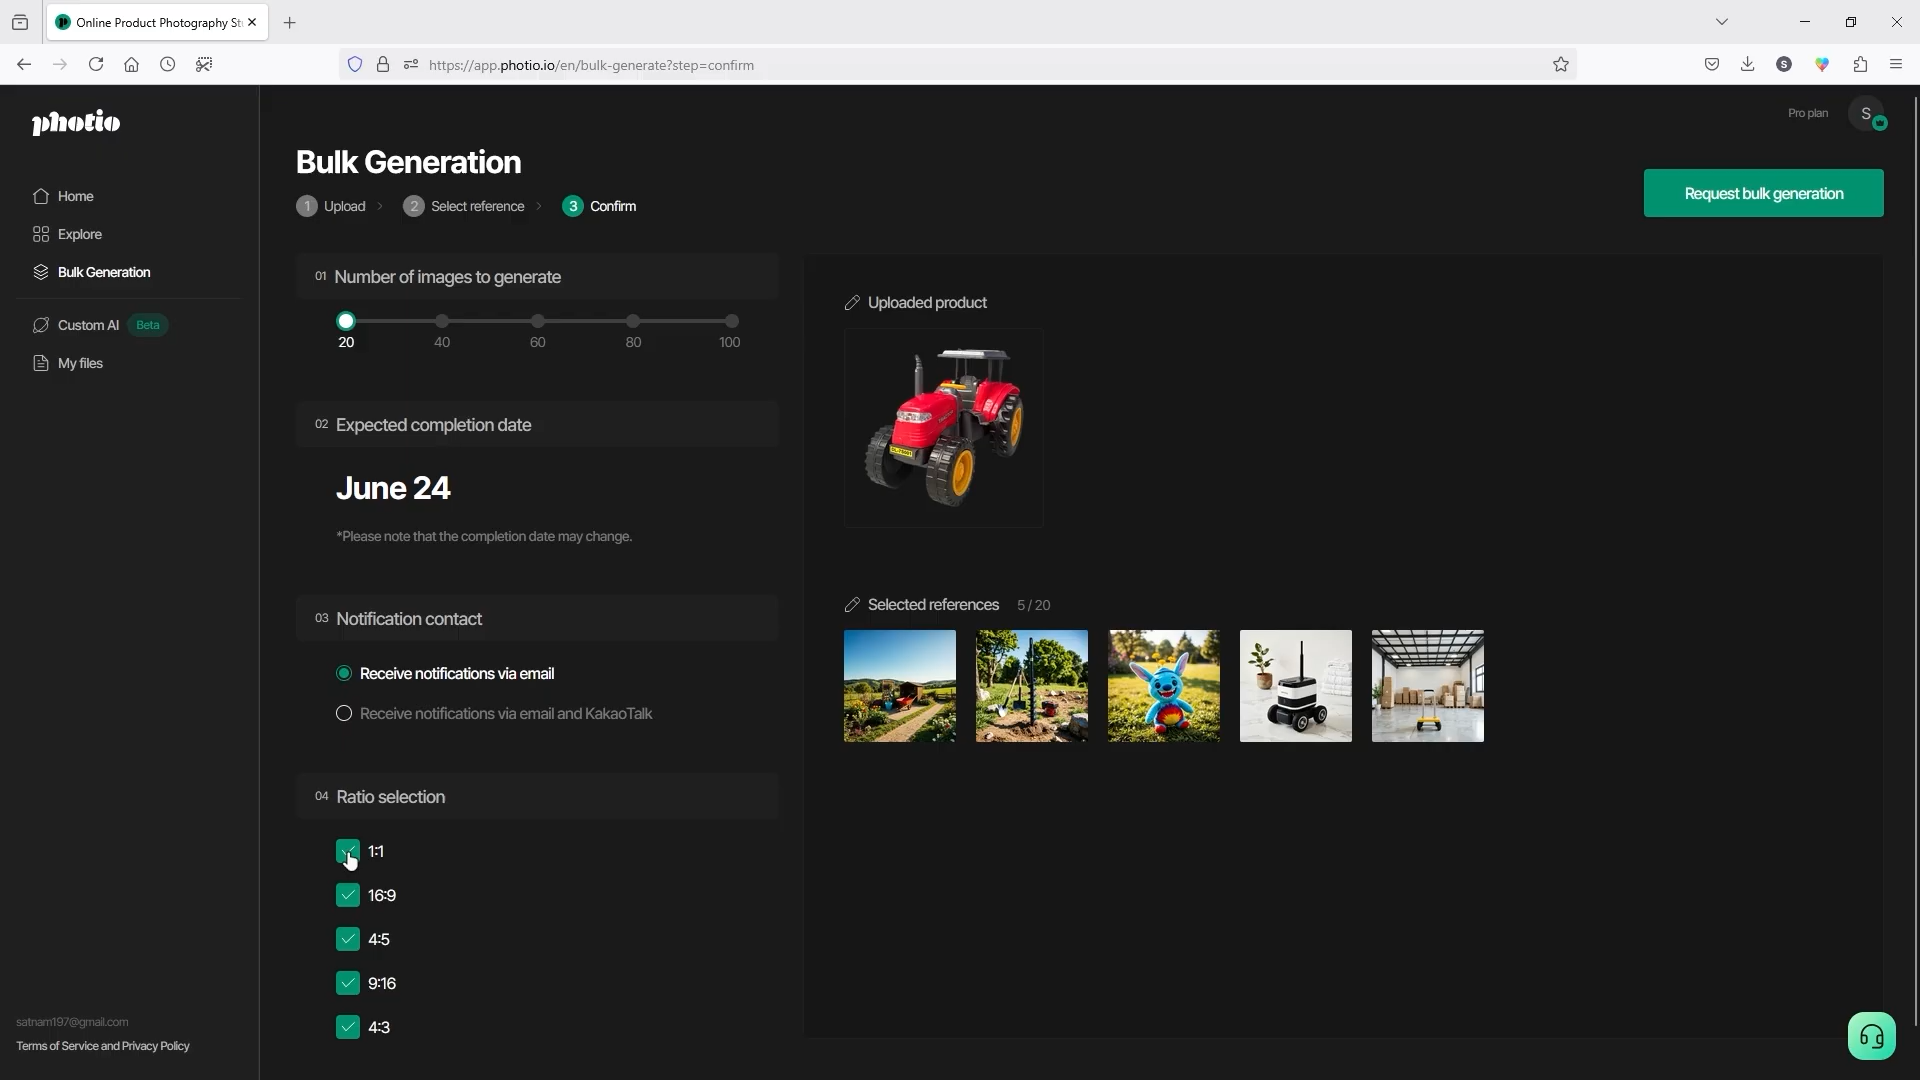 Online Product Photography St
https://app.photio.io/en/bulk-generate?step=confirm
S
photio
Pro plan
S
Home
Explore
Bulk Generation
Custom AI Beta
My files
Bulk Generation
1 Upload > 2 Select reference > 3 Confirm
Request bulk generation
01 Number of images to generate
20 40 60 80 100
02 Expected completion date
June 24
*Please note that the completion date may change.
03 Notification contact
Receive notifications via email
Receive notifications via email and KakaoTalk
04 Ratio selection
1:1
16:9
4:5
9:16
4:3
Uploaded product
Selected references 5 / 20
satnam197@gmail.com
Terms of Service and Privacy Policy